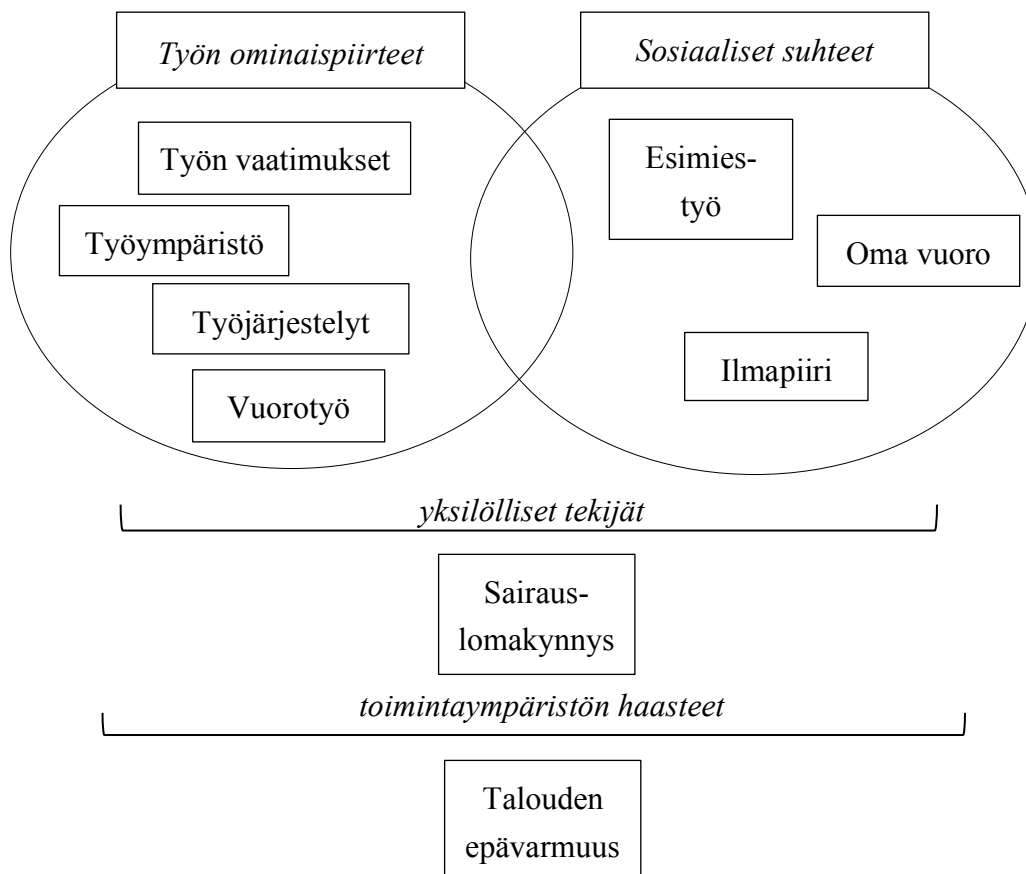 Työn ominaispiirteet
Sosiaaliset suhteet
Työn vaatimukset
Työympäristö
Työjärjestelyt
Vuorotyö
Esimies-
työ
Oma vuoro
Ilmapiiri
yksilölliset tekijät
Sairaus-
lomakynnys
toimintaympäristön haasteet
Talouden
epävarmuus